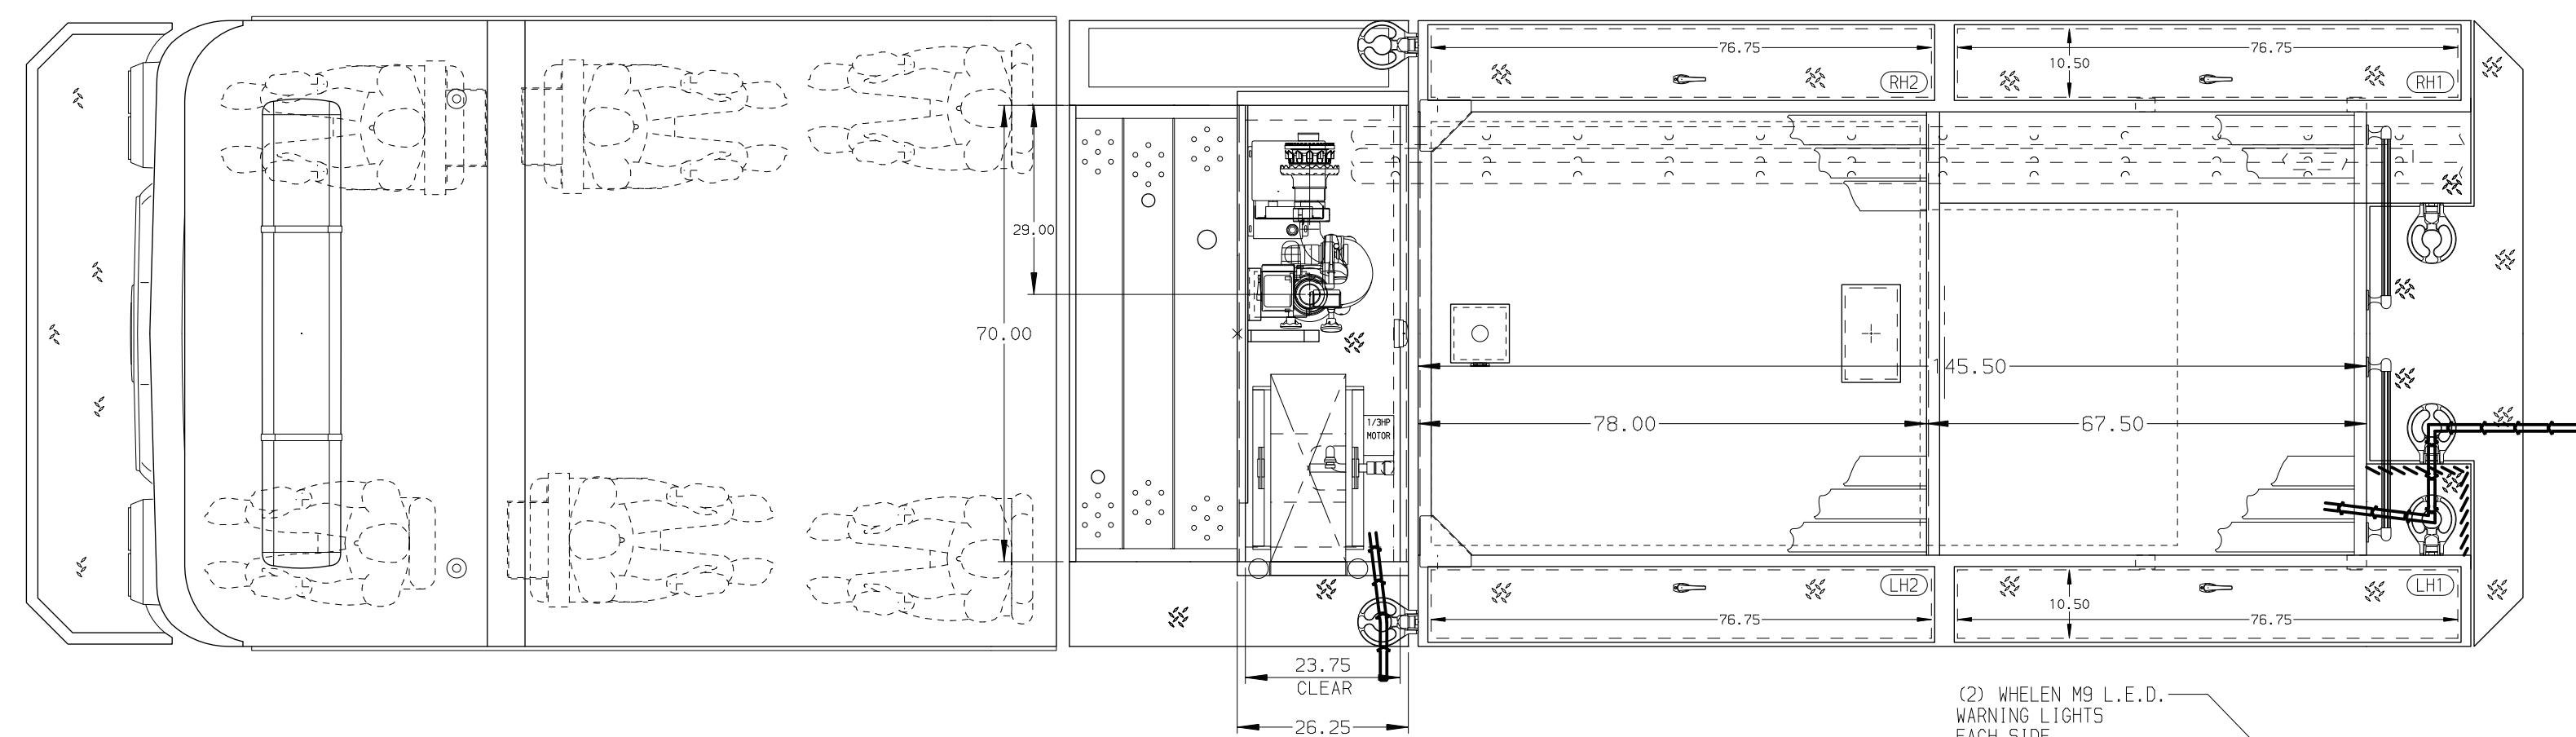 76.75
76.75
10.50
RH2
RH1
29.00
70.00
145.50
1/3HP
MOTOR
78.00
67.50
LH2
LH1
10.50
76.75
76.75
23.75
CLEAR
26.25
(2) WHELEN M9 L.E.D.
WARNING LIGHTS
EACH SIDE